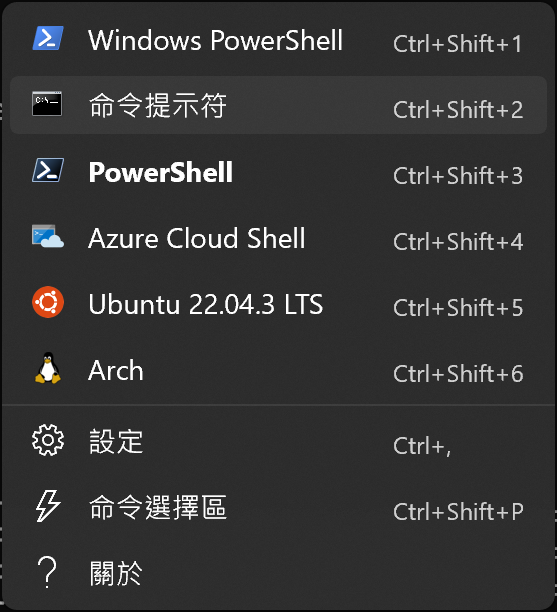 Windows PowerShell Ctrl+Shift+1
命令提示符 Ctrl+Shift+2
PowerShell Ctrl+Shift+3
Azure Cloud Shell Ctrl+Shift+4
Ubuntu 22.04.3 LTS Ctrl+Shift+5
Arch Ctrl+Shift+6
設定 Ctrl+,
命令選擇區 Ctrl+Shift+P
關於